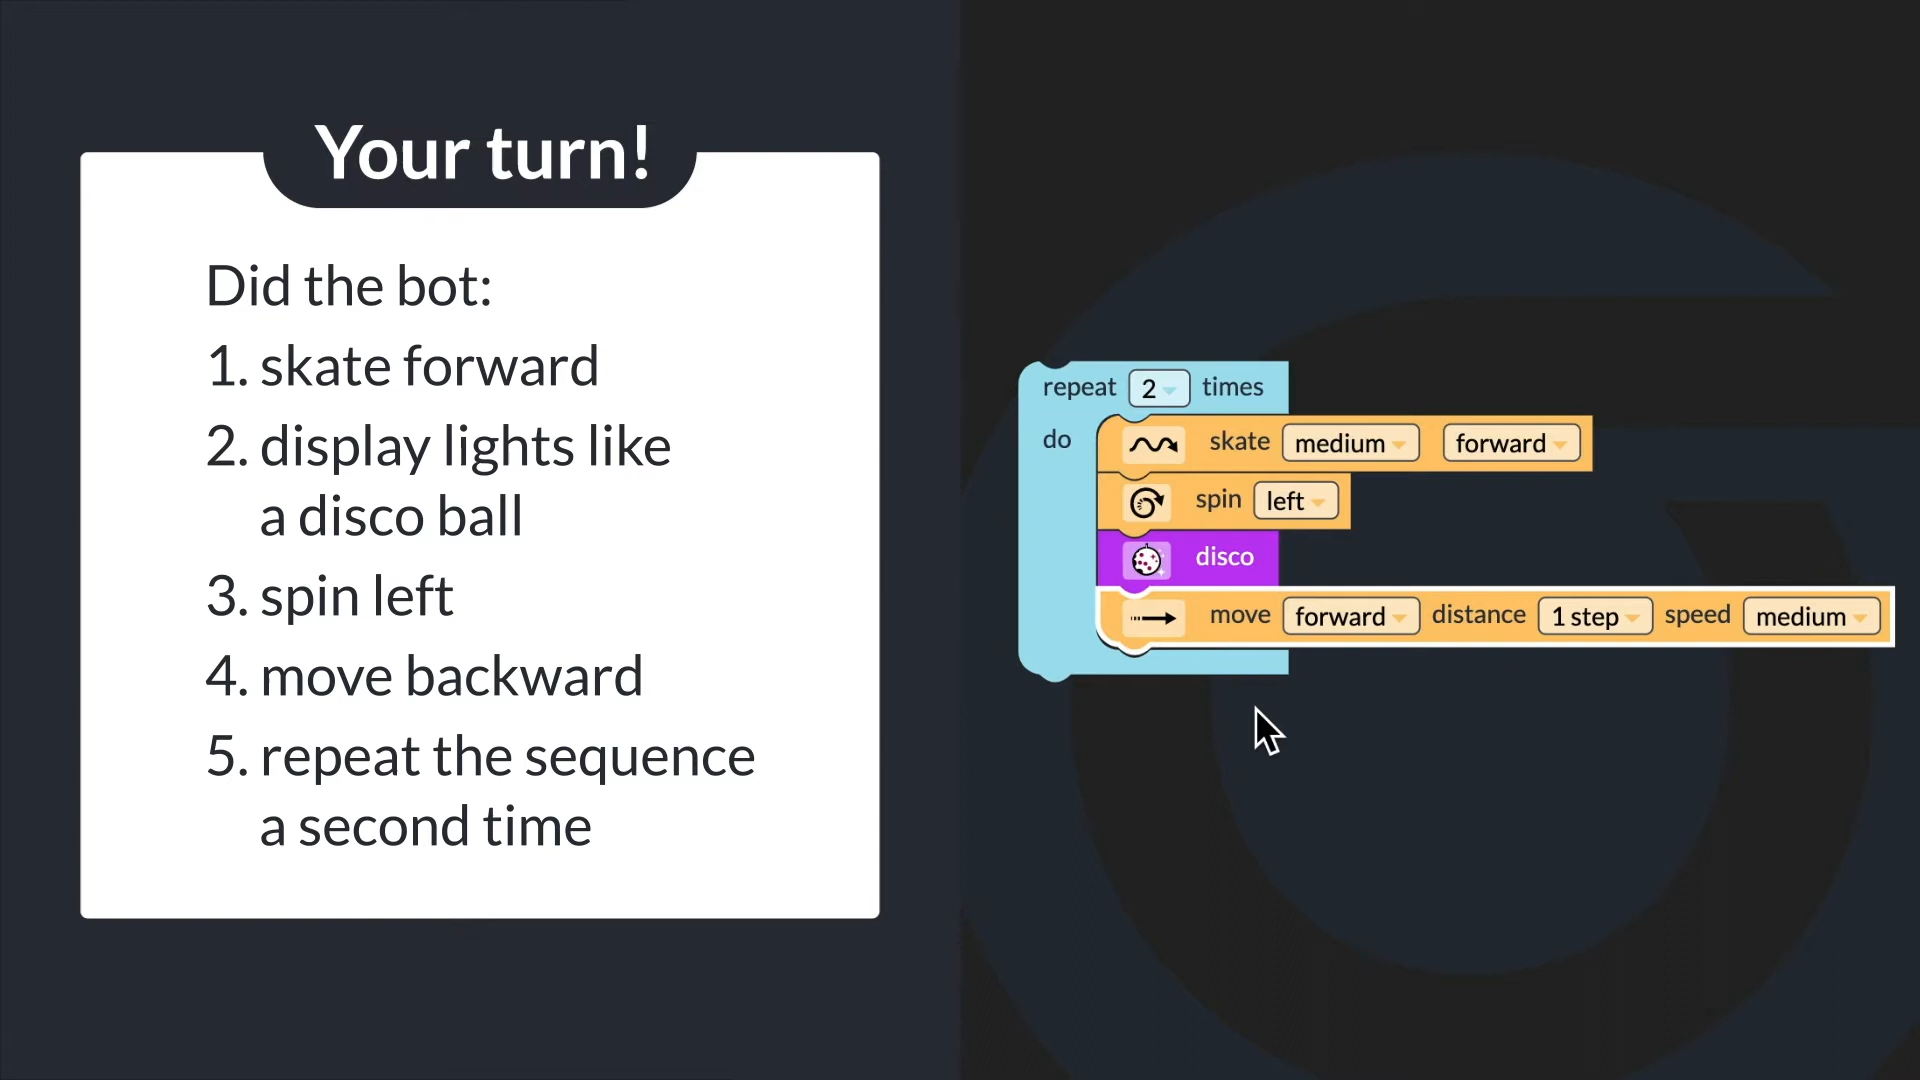 Your turn!
Did the bot:
1. skate forward
2. display lights like
a disco ball
3. spin left
4. move backward
5. repeat the sequence
a second time
repeat 2 times
do
skate medium forward
spin left
disco
move forward distance 1 step speed medium